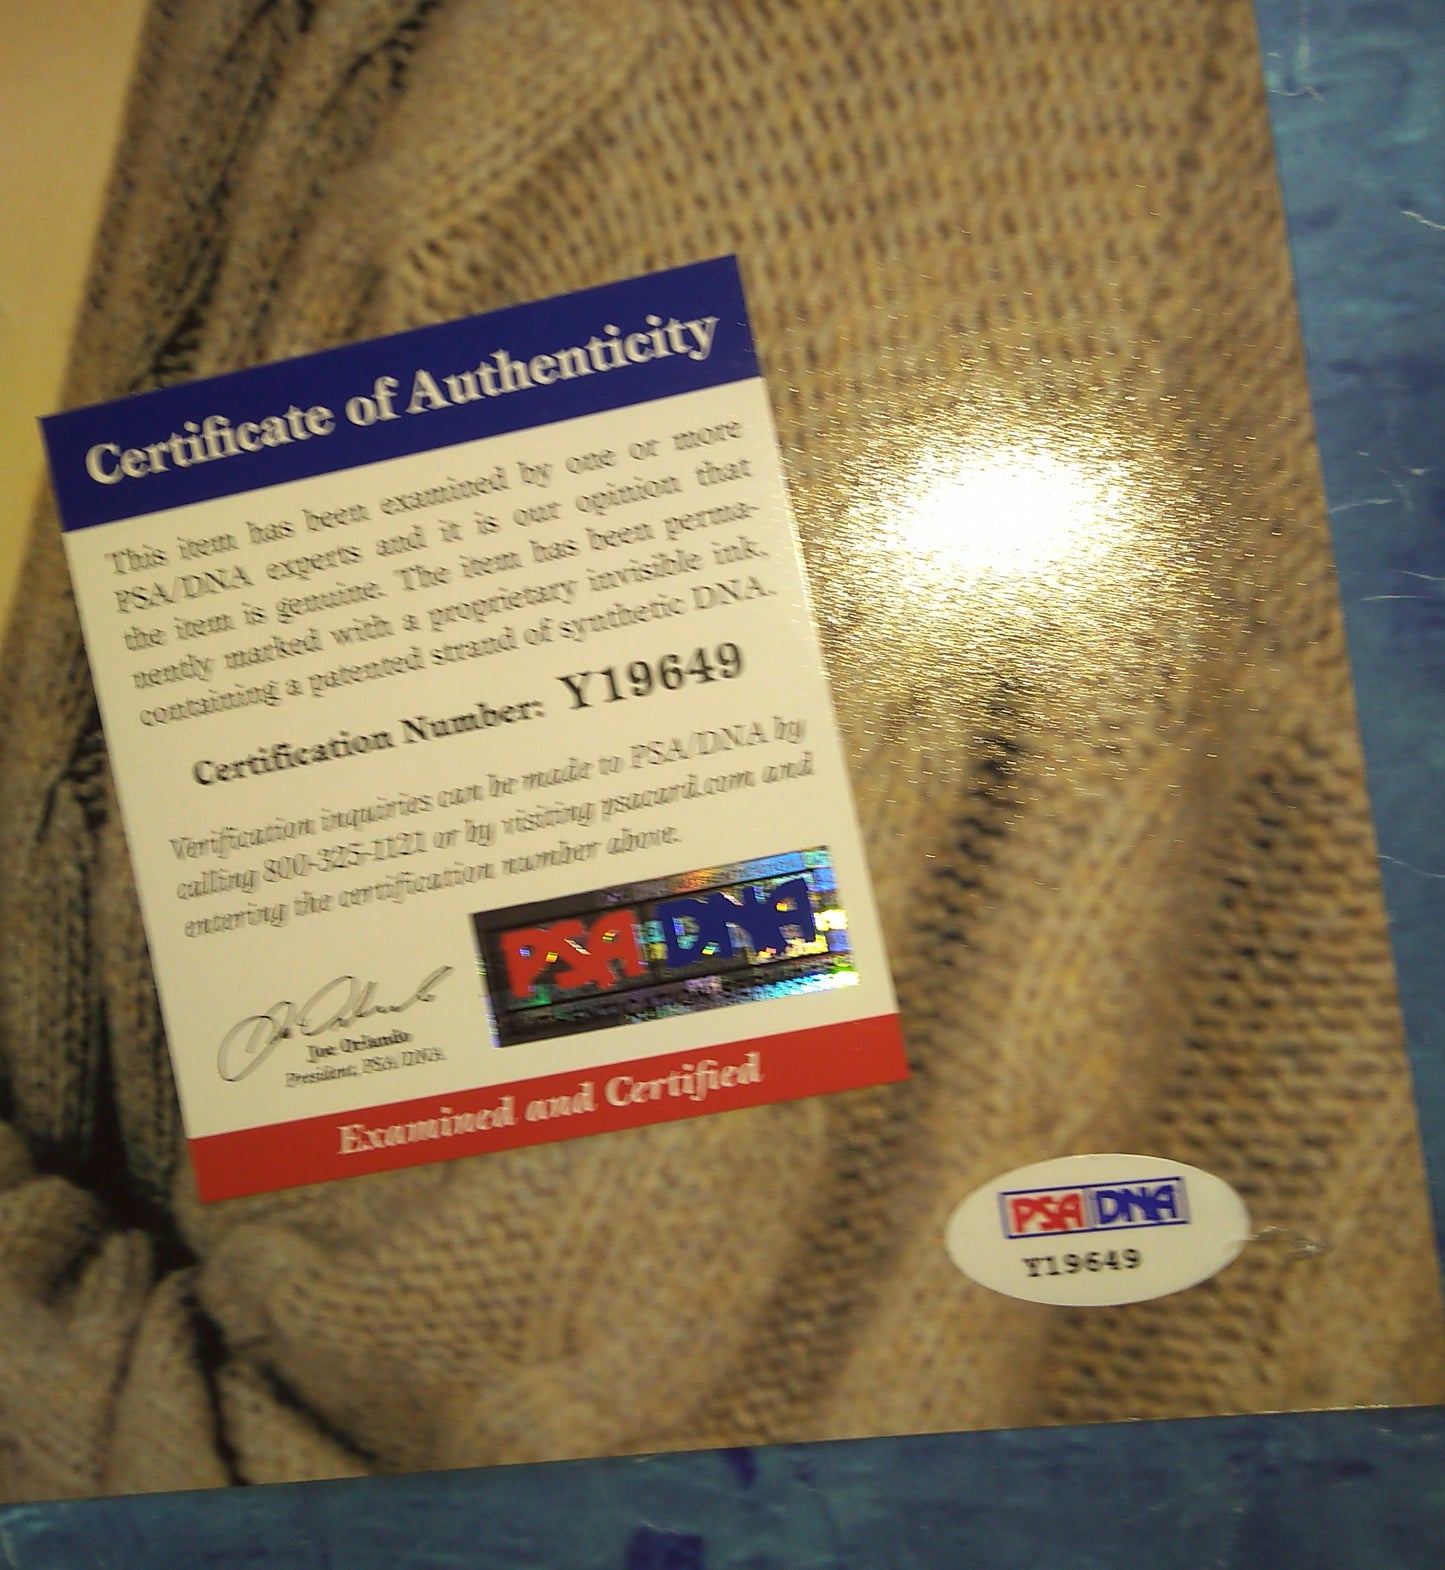 Certificate of Authenticity
This item has been examined by one or more
PSA/DNA experts and it is our opinion that
the item is genuine. The item has been perma-
nently marked with a proprietary invisible ink,
containing a patented strand of synthetic DNA.
Certification Number: Y19649
Verification inquiries can be made to PSA/DNA by
calling 800-325-1121 or by visiting psacard.com and
entering the certification number above.
PSA DNA
Joe Orlando
President, PSA/DNA
Examined and Certified
PSA DNA
Y19649